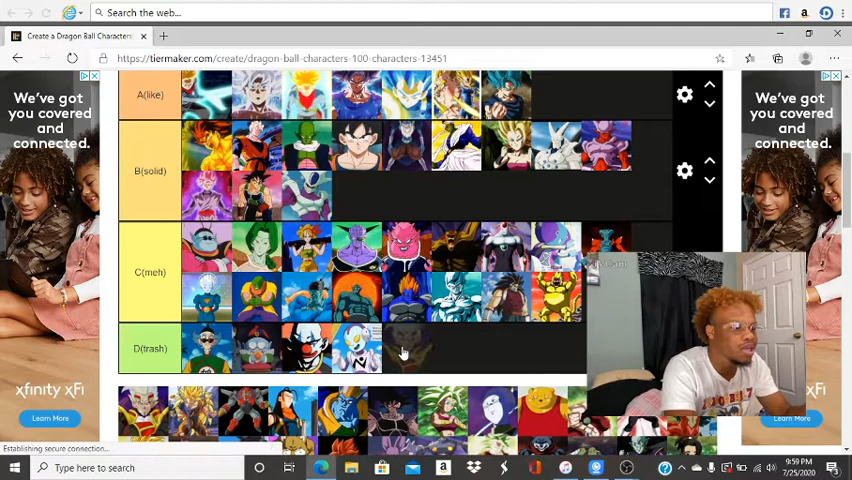 Search the web...
Create a Dragon Ball Characters
https://tiermaker.com/create/dragon-ball-characters-100-characters-13451
We've got
you covered
and
connected.
xfinity xFi
Learn More
We've got
you covered
and
connected.
Learn More
A(like)
B(solid)
C(meh)
D(trash)
Establishing secure connection...
Type here to search
9:59 PM
7/25/2020